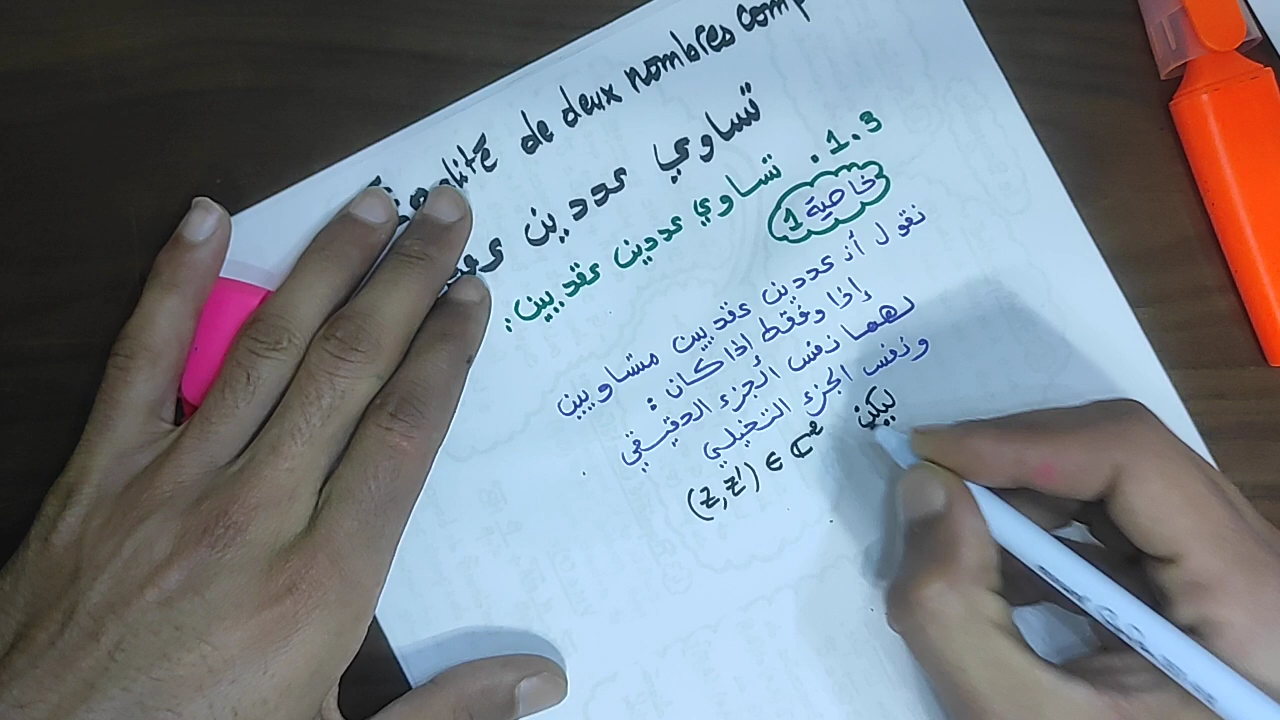 de deux nombres comp
تساوي عددين
3.1. تساوي عددين عقديين:
خاصية 1
نقول أن عددين عقديين متساويين
إذا وفقط إذا كان:
لهما نفس الجزء الحقيقي
ونفس الجزء التخيلي.
ليكن
(z,z') ∈ ℂ²